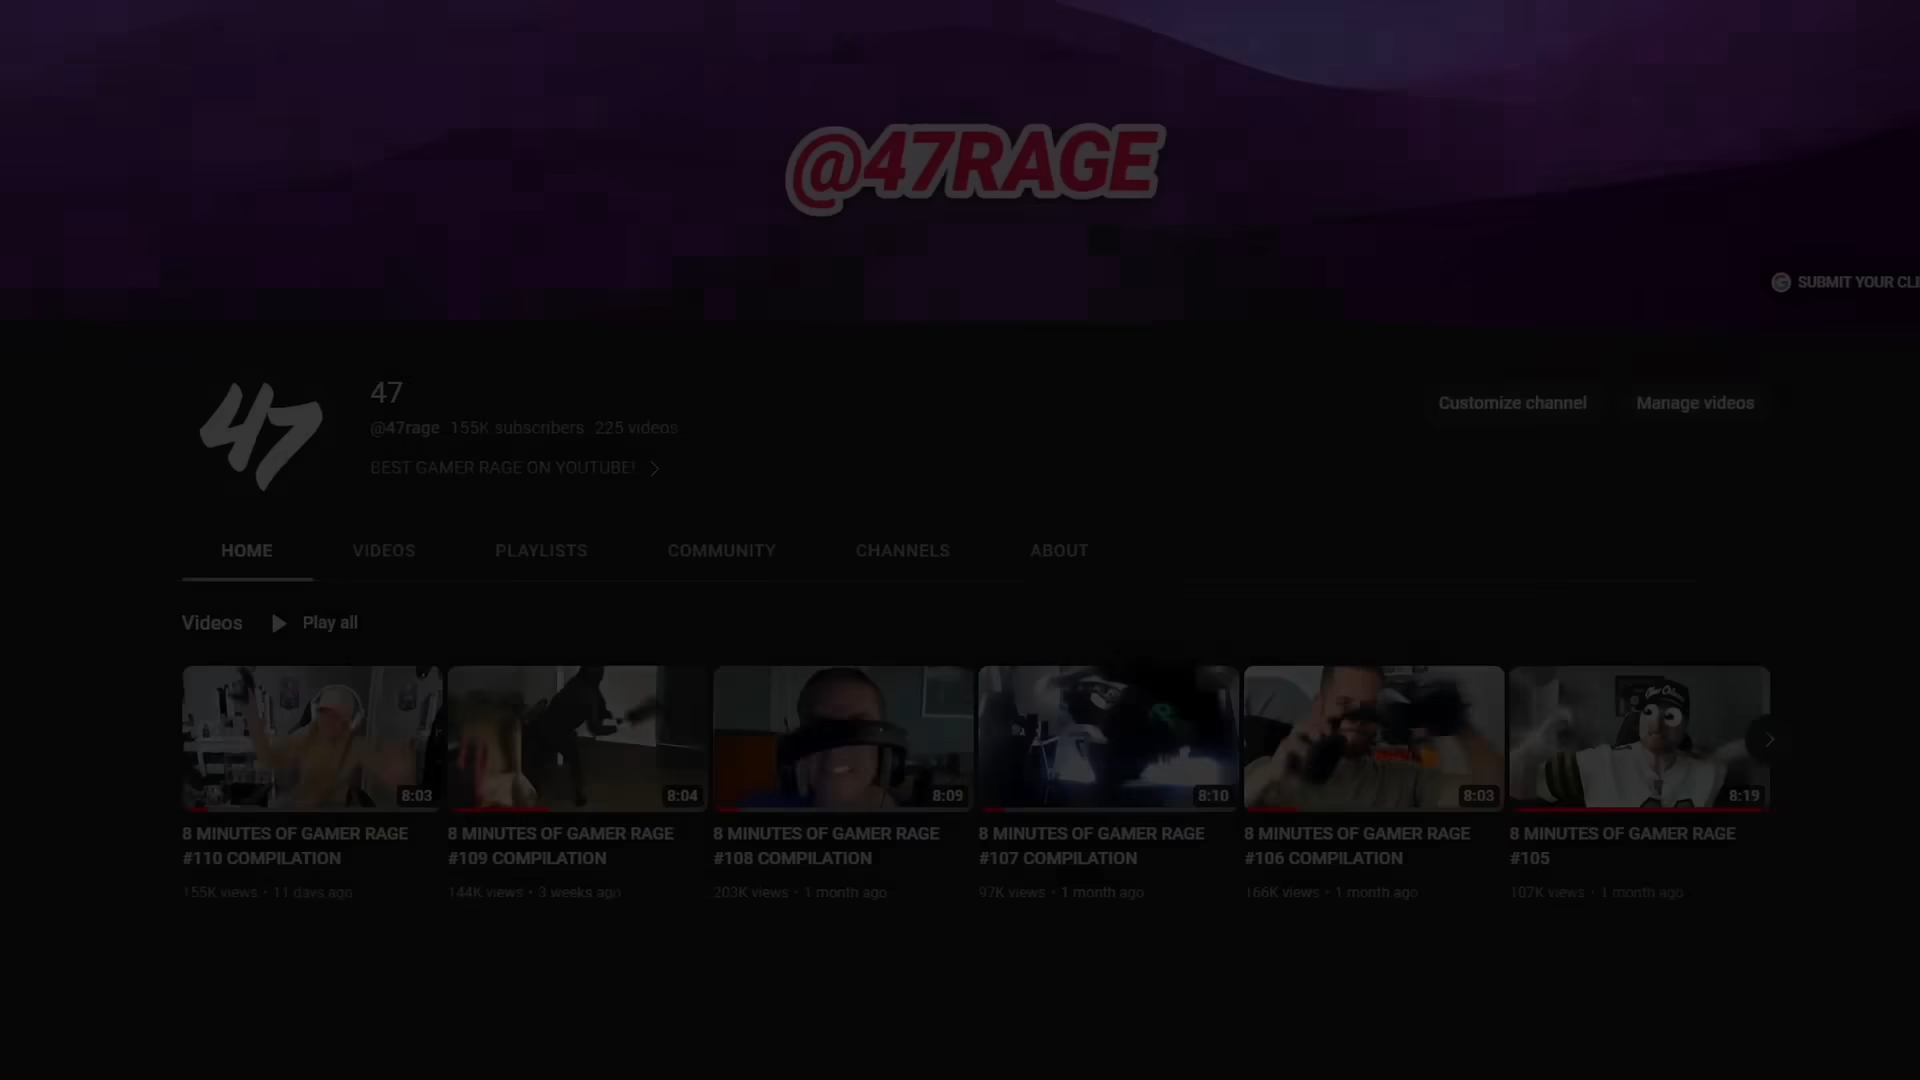 @47RAGE
SUBMIT YOUR CLI
47
47
@47rage 155K subscribers 225 videos
BEST GAMER RAGE ON YOUTUBE!
Customize channel
Manage videos
HOME VIDEOS PLAYLISTS COMMUNITY CHANNELS ABOUT
Videos Play all
8:03
8:04
8:09
8:10
8:03
8:19
8 MINUTES OF GAMER RAGE
#110 COMPILATION
155K views • 11 days ago
8 MINUTES OF GAMER RAGE
#109 COMPILATION
144K views • 3 weeks ago
8 MINUTES OF GAMER RAGE
#108 COMPILATION
203K views • 1 month ago
8 MINUTES OF GAMER RAGE
#107 COMPILATION
97K views • 1 month ago
8 MINUTES OF GAMER RAGE
#106 COMPILATION
166K views • 1 month ago
8 MINUTES OF GAMER RAGE
#105
107K views • 1 month ago